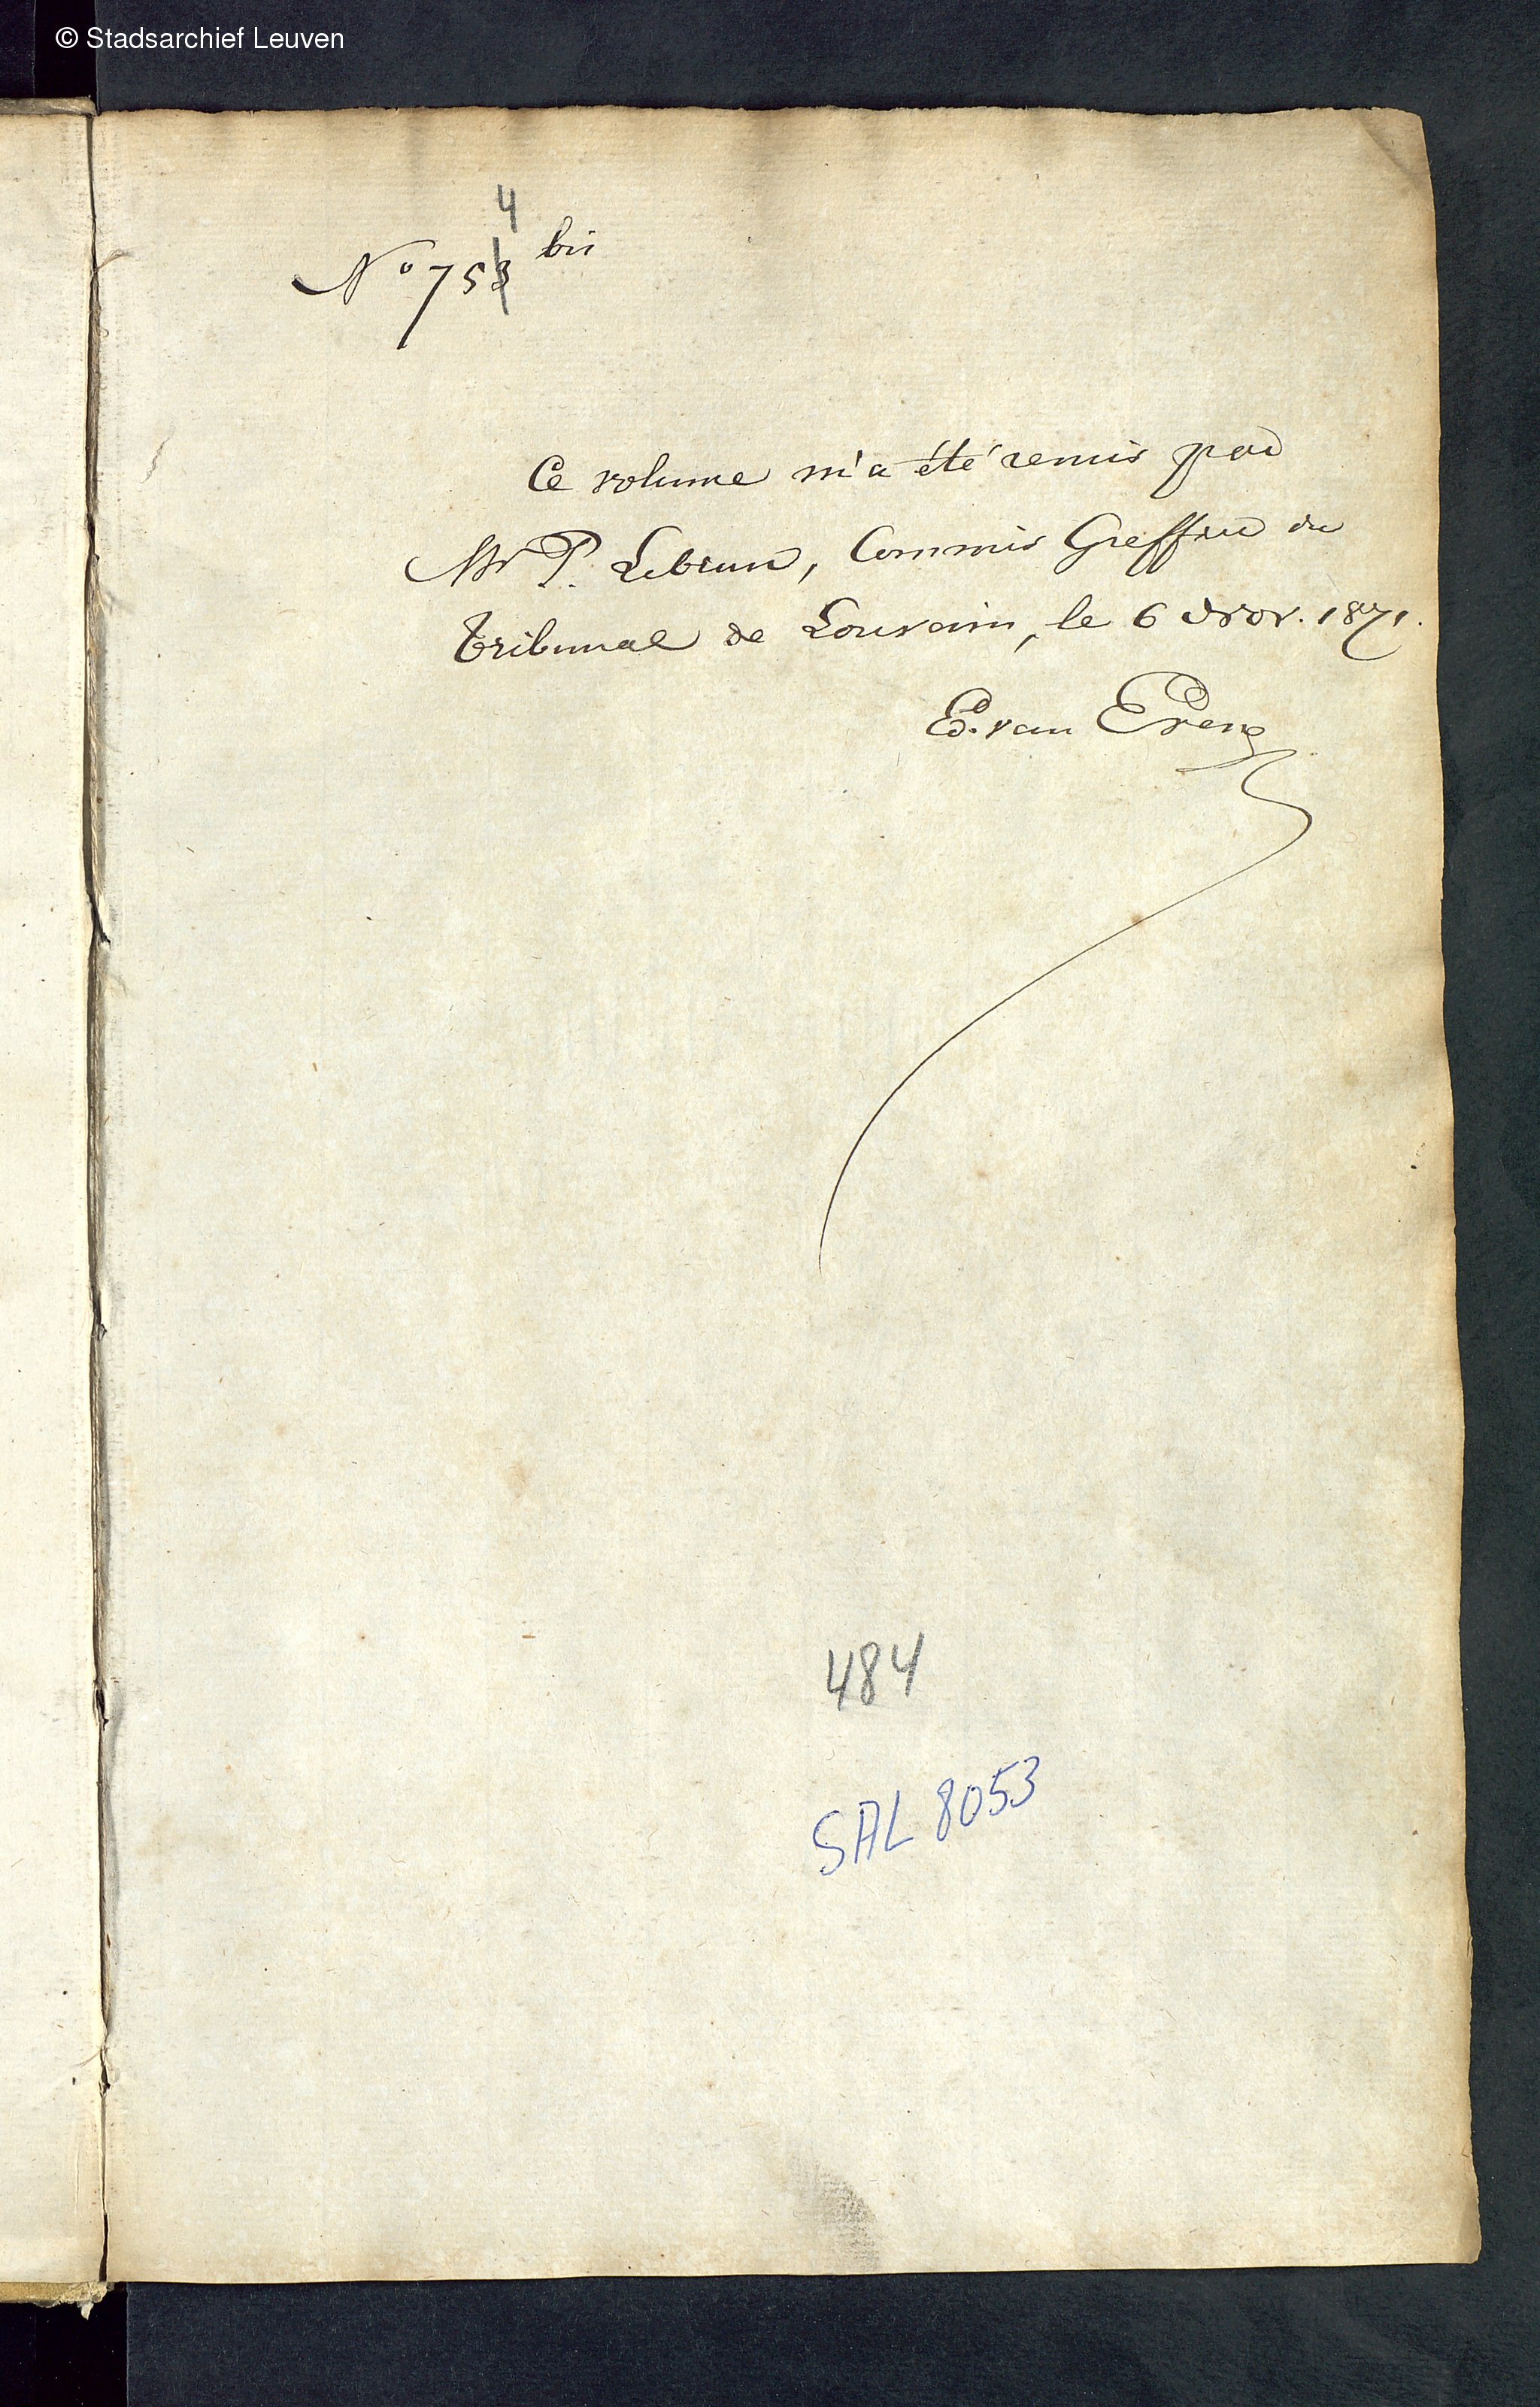 © Stadsarchief Leuven
4
No 753 bis
Ce volume m'a été remis par
Mr P. Lebrun, Commis Greffier du
Tribunal de Louvain, le 6 Nov. 1871.
Ed. van Even
484
SAL 8053